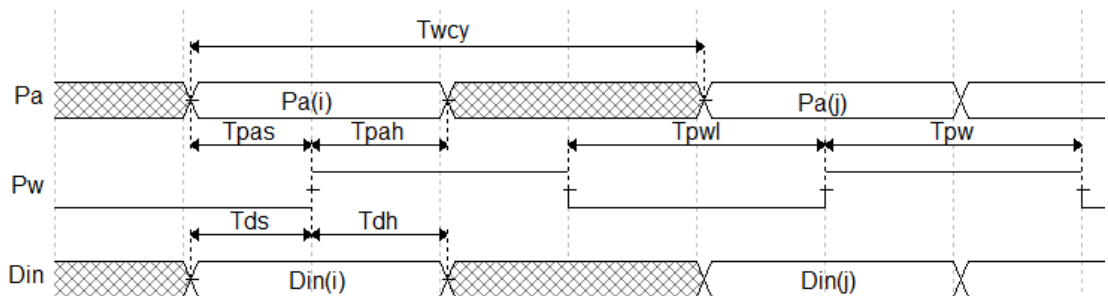 Twcy
Pa Pa(i) Pa(j)
Tpas Tpah Tpwl Tpw
Pw
Tds Tdh
Din Din(i) Din(j)